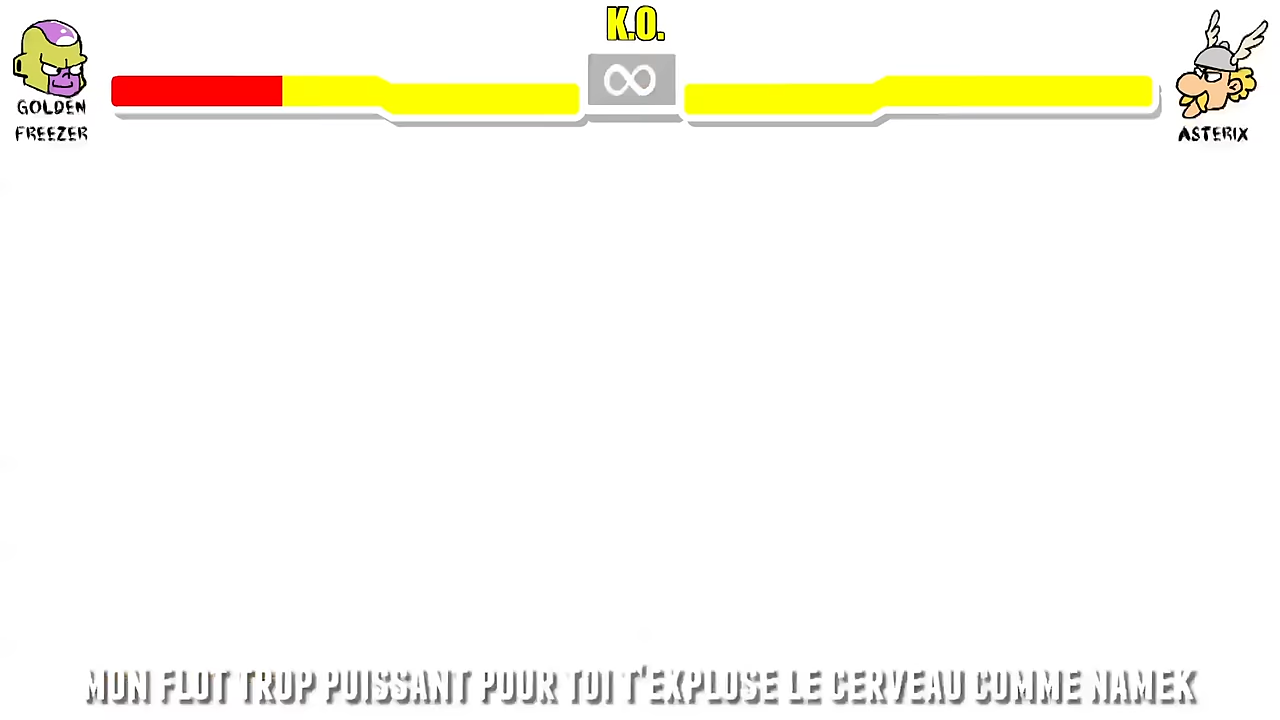 K.O.
∞
GOLDEN
FREEZER
ASTERIX
MON FLOT TROP PUISSANT POUR TOI T'EXPLOSE LE CERVEAU COMME NAMEK